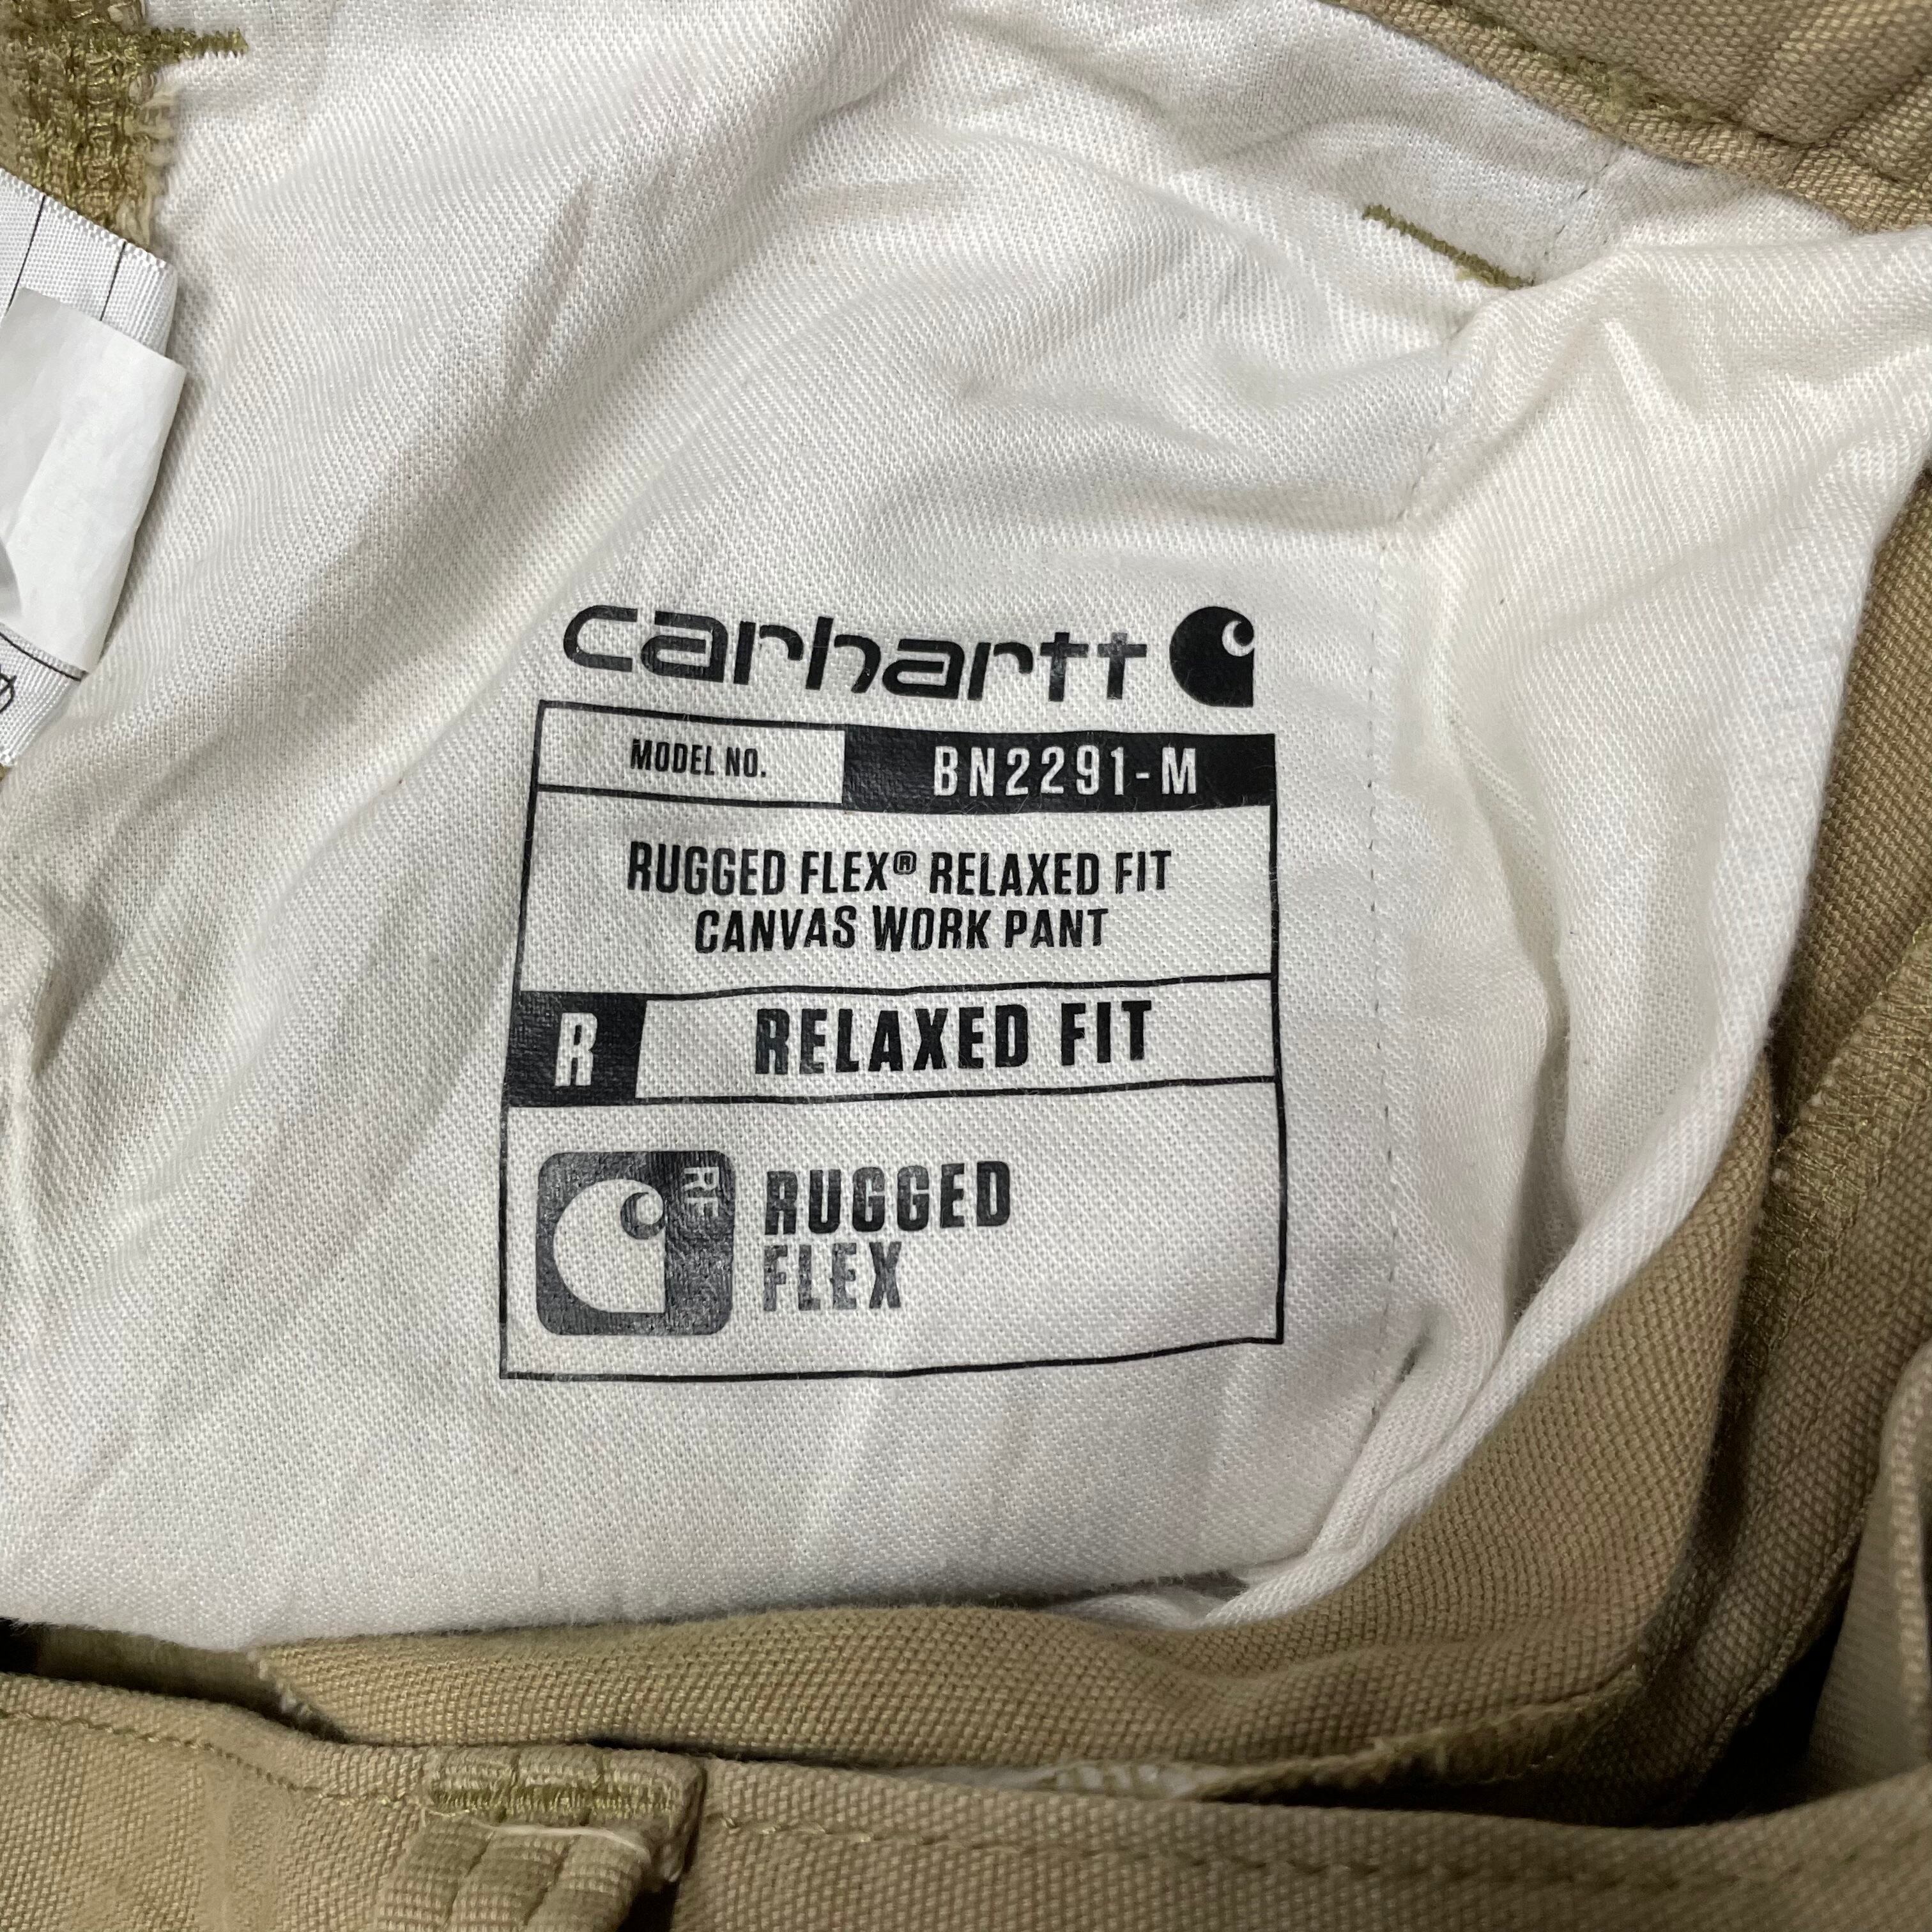 carhartt
MODEL NO. BN2291-M
RUGGED FLEX® RELAXED FIT
CANVAS WORK PANT
R RELAXED FIT
RF
RUGGED
FLEX